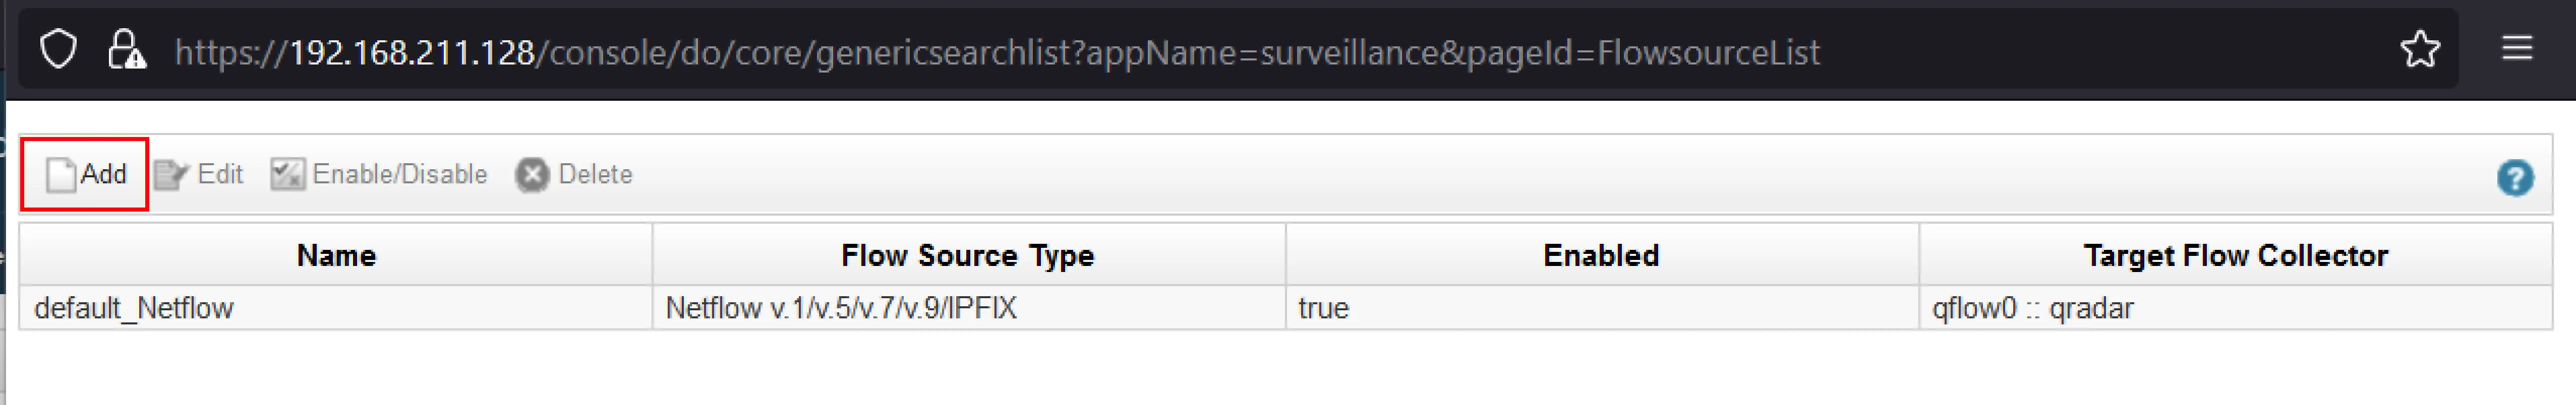 https://192.168.211.128/console/do/core/genericsearchlist?appName=surveillance&pageId=FlowsourceList
Add Edit Enable/Disable Delete ?
Name Flow Source Type Enabled Target Flow Collector
default_Netflow Netflow v.1/v.5/v.7/v.9/IPFIX true qflow0 :: qradar